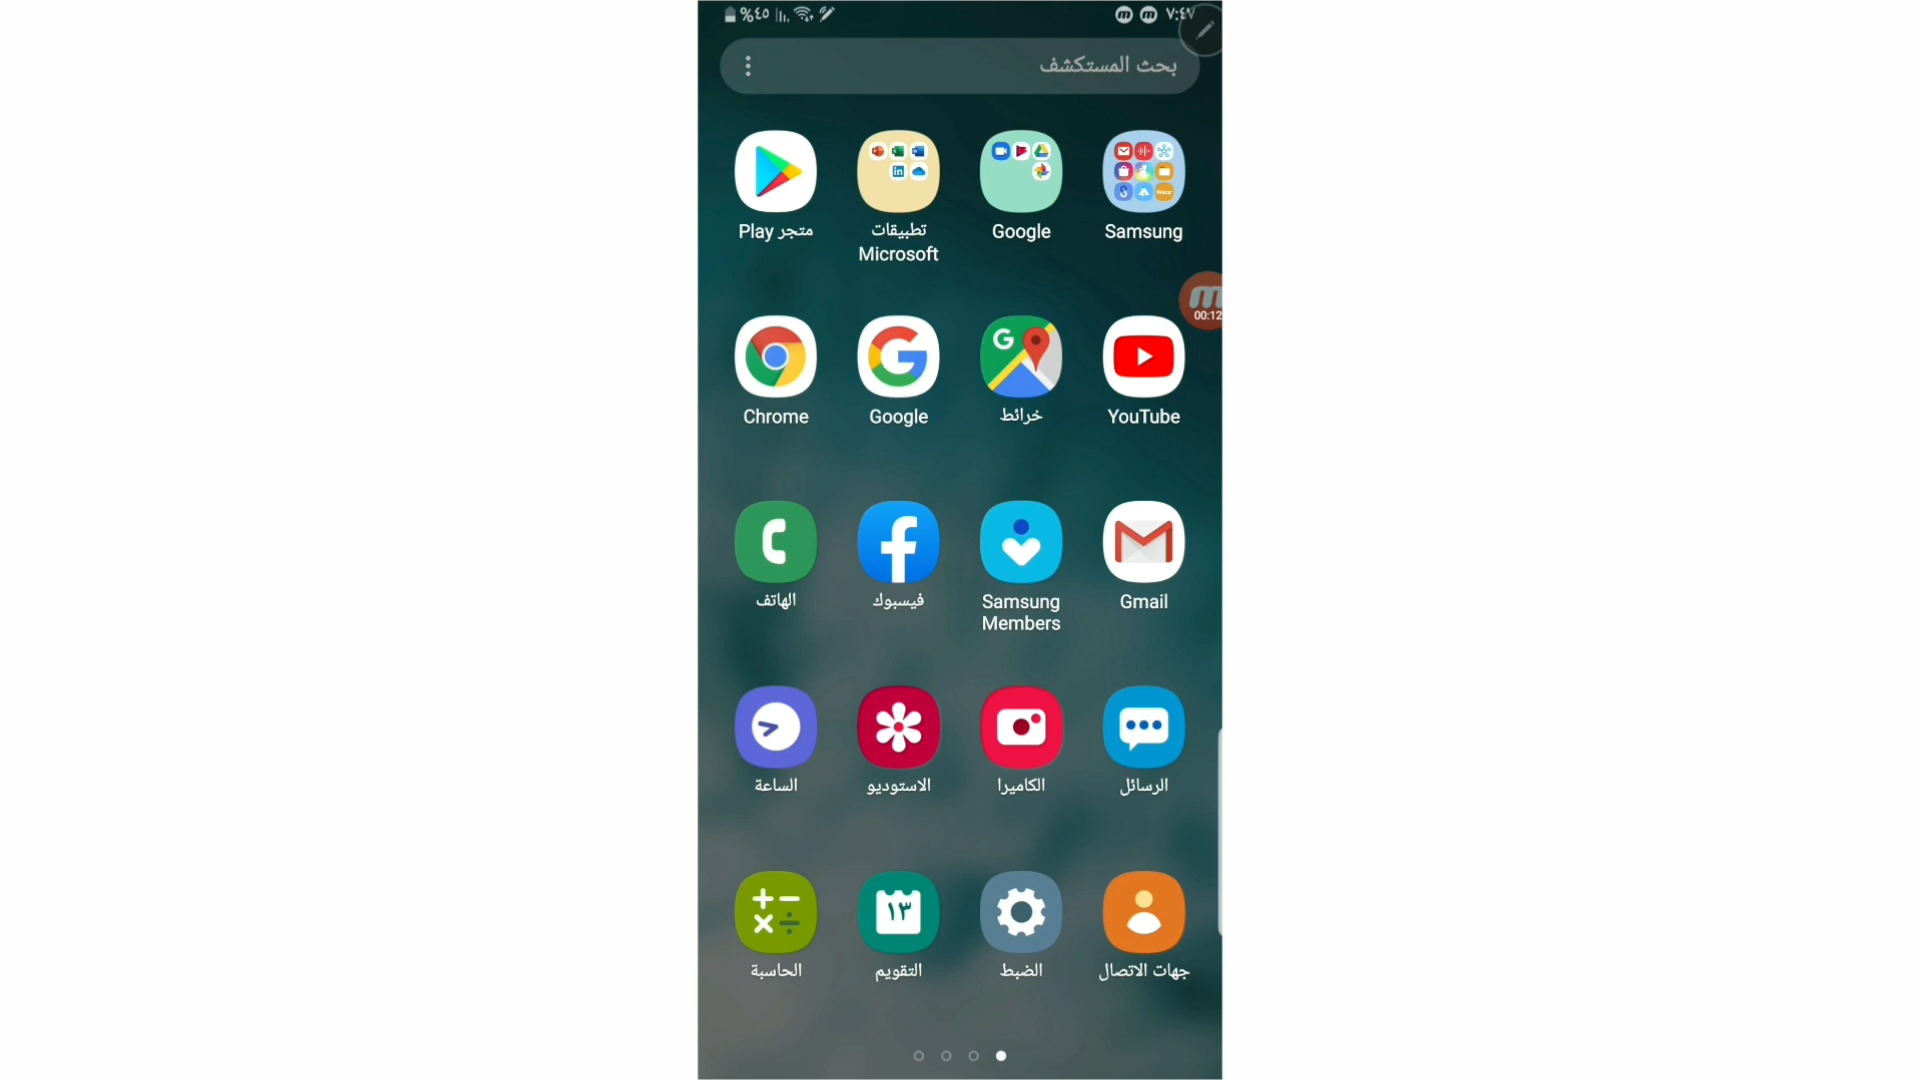 ٧:٤٧
%٤٥
بحث المستكشف
Samsung
Google
تطبيقات
Microsoft
متجر Play
00:12
YouTube
خرائط
Google
Chrome
Gmail
Samsung
Members
فيسبوك
الهاتف
الرسائل
الكاميرا
الاستوديو
الساعة
١٣
جهات الاتصال
الضبط
التقويم
الحاسبة